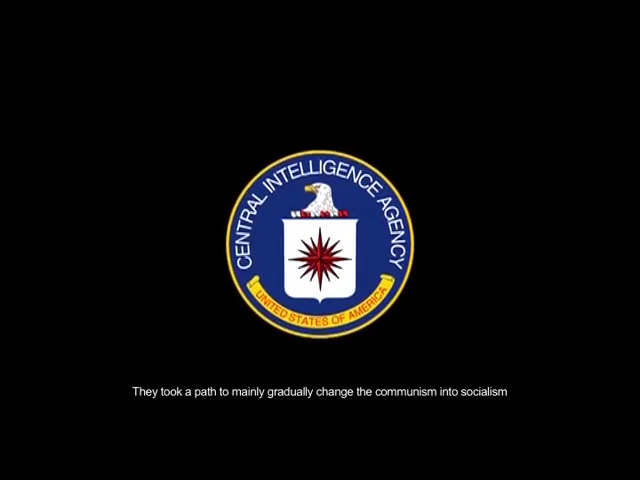 CENTRAL INTELLIGENCE AGENCY
UNITED STATES OF AMERICA
They took a path to mainly gradually change the communism into socialism